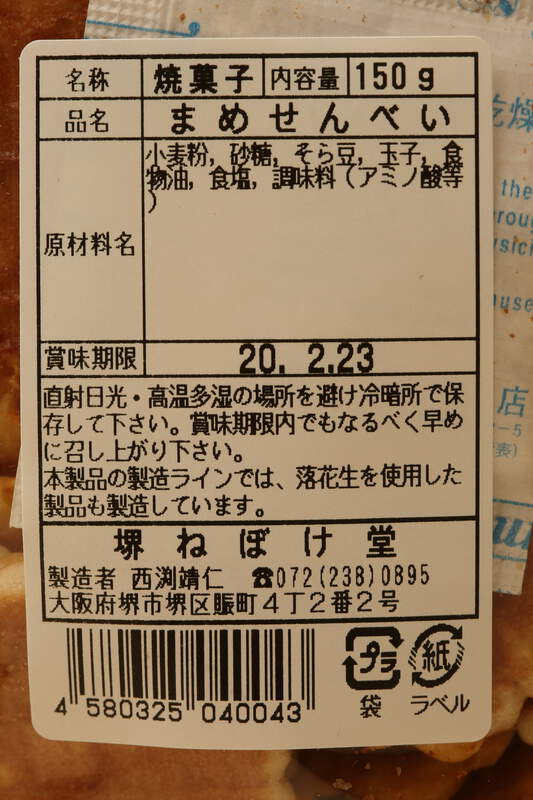 名称 焼菓子 内容量 150g
品名 まめせんべい
原材料名 小麦粉, 砂糖, そら豆, 玉子, 食
物油, 食塩, 調味料 (アミノ酸等
)
賞味期限 20. 2.23
直射日光・高温多湿の場所を避け冷暗所で保
存して下さい。賞味期限内でもなるべく早め
に召し上がり下さい。
本製品の製造ラインでは、落花生を使用した
製品も製造しています。
堺ねぼけ堂
製造者 西渕靖仁 ☎072(238)0895
大阪府堺市堺区賑町4丁2番2号
4 580325 040043
プラ 紙
袋 ラベル
乾燥
the
店